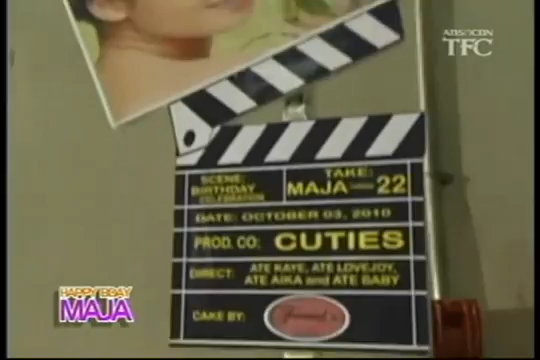 ABS-CBN
TFC
SCENE: BIRTHDAY CELEBRATION
TAKE: MAJA 22
DATE: OCTOBER 03, 2010
PROD. CO: CUTIES
DIRECT: ATE KAYE, ATE LOVEJOY,
ATE AIKA and ATE BABY
CAKE BY:
HAPPY B'DAY
MAJA